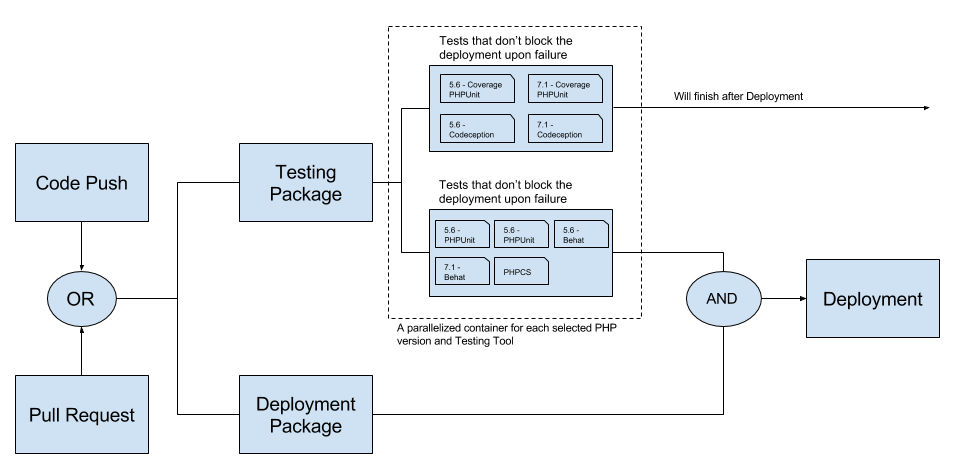 Tests that don't block the
deployment upon failure
5.6 - Coverage
PHPUnit
7.1 - Coverage
PHPUnit
5.6 -
Codeception
7.1 -
Codeception
Will finish after Deployment
Code Push
Testing
Package
Tests that don't block the
deployment upon failure
5.6 -
PHPUnit
5.6 -
PHPUnit
5.6 -
Behat
7.1 -
Behat
PHPCS
OR
AND
Deployment
A parallelized container for each selected PHP
version and Testing Tool
Pull Request
Deployment
Package